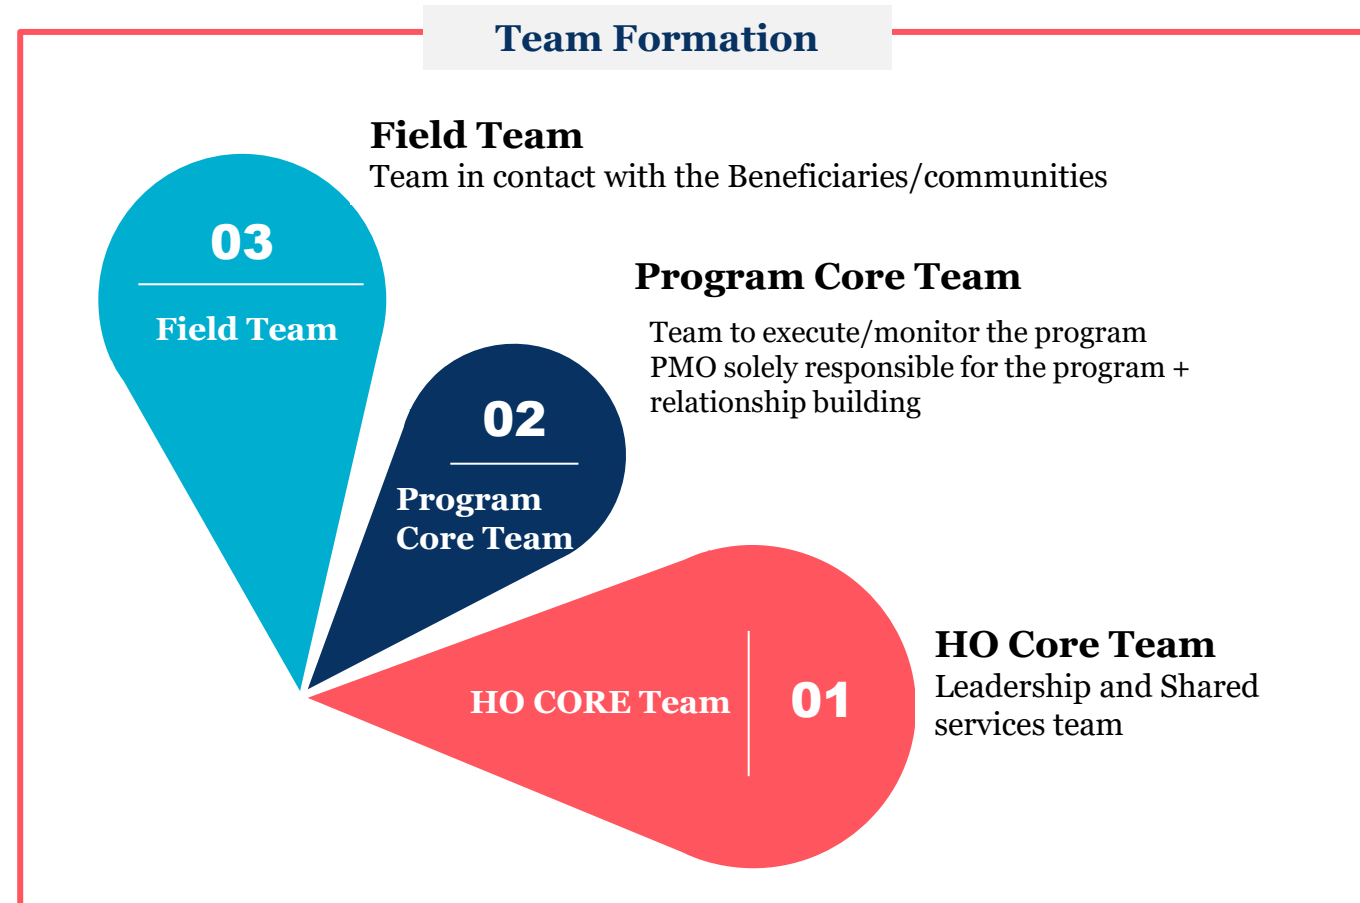 Team Formation
Field Team
Team in contact with the Beneficiaries/communities
03
Field Team
Program Core Team
Team to execute/monitor the program
PMO solely responsible for the program +
relationship building
02
Program
Core Team
HO Core Team
Leadership and Shared
services team
HO CORE Team
01